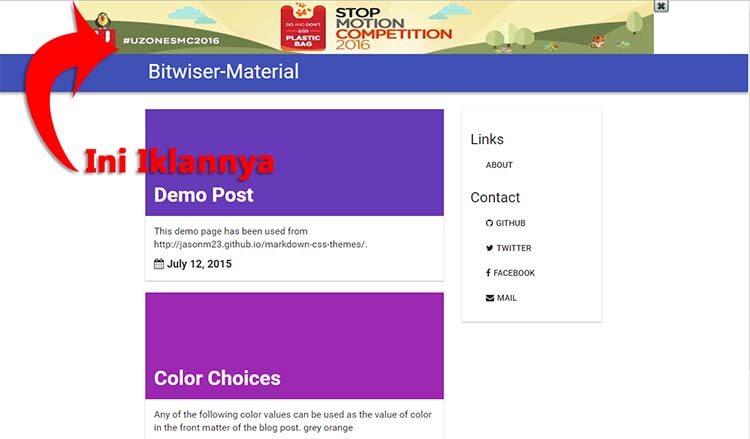 #UZONESMC2016
DO AND DON'T
with
PLASTIC
BAG
STOP
MOTION
COMPETITION
2016
Bitwiser-Material
Ini Iklannya
Demo Post
This demo page has been used from
http://jasonm23.github.io/markdown-css-themes/.
July 12, 2015
Color Choices
Any of the following color values can be used as the value of color
in the front matter of the blog post. grey orange
Links
ABOUT
Contact
GITHUB
TWITTER
FACEBOOK
MAIL